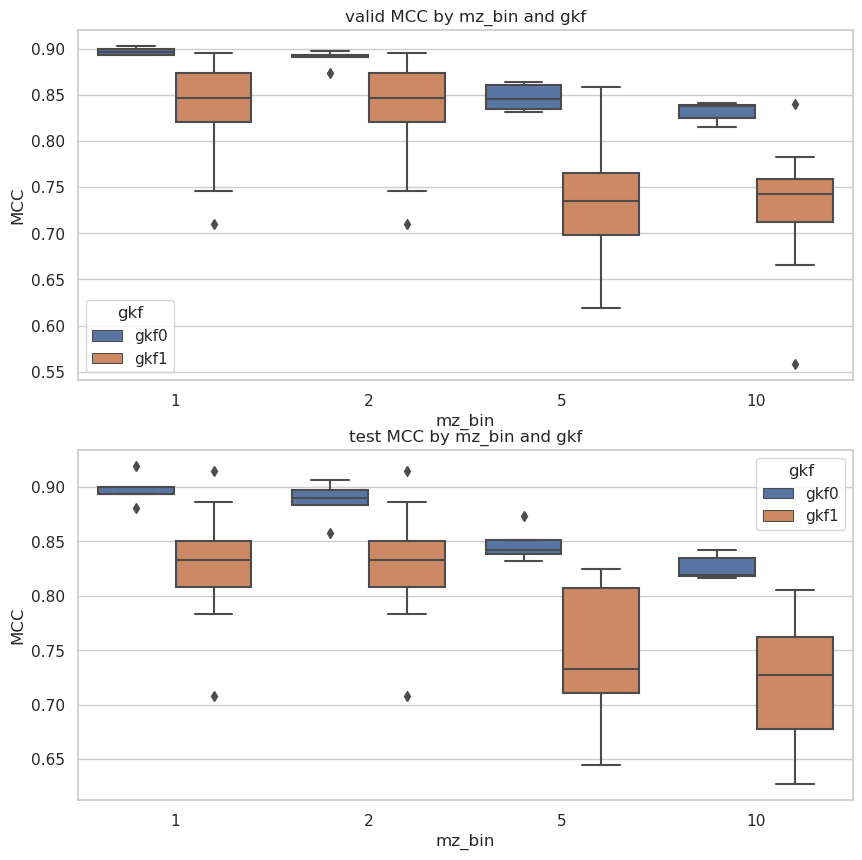 valid MCC by mz_bin and gkf
MCC
0.90
0.85
0.80
0.75
0.70
0.65
0.60
0.55
gkf
gkf0
gkf1
1 2 5 10
mz_bin
test MCC by mz_bin and gkf
MCC
0.90
0.85
0.80
0.75
0.70
0.65
gkf
gkf0
gkf1
1 2 5 10
mz_bin